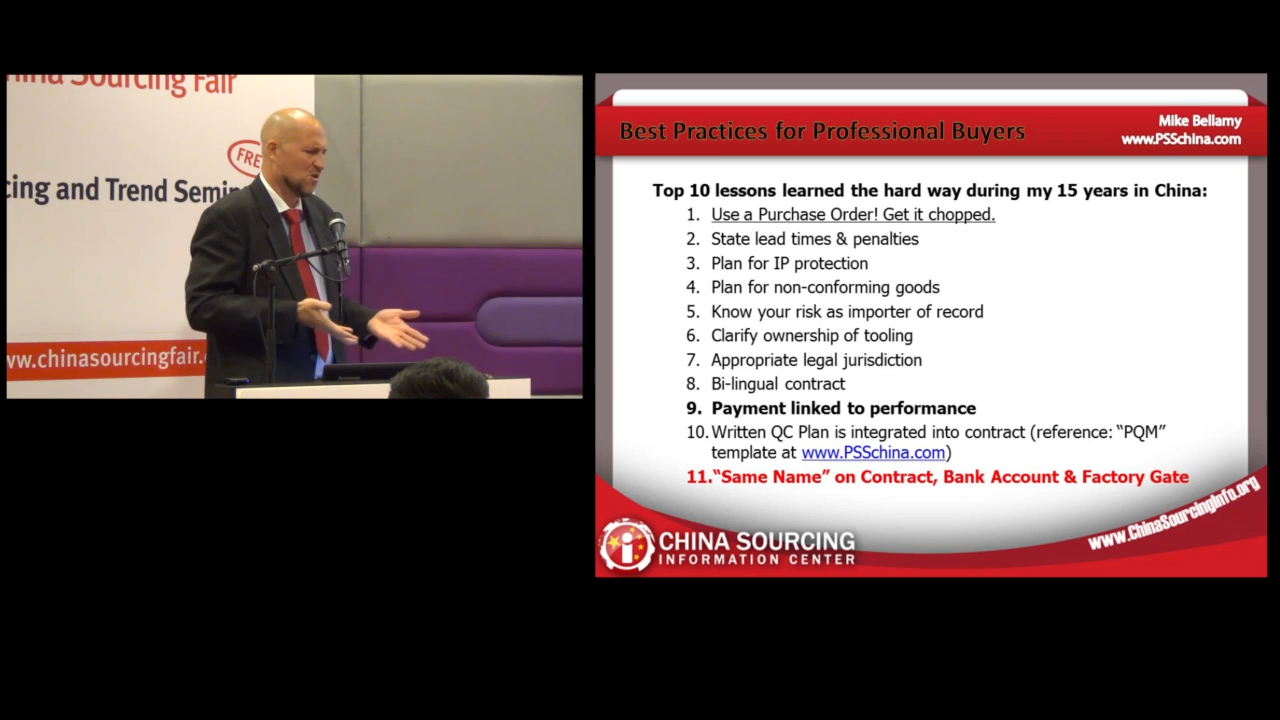 China Sourcing Fair
FREE
cing and Trend Semin
www.chinasourcingfair.
Best Practices for Professional Buyers
Mike Bellamy
www.PSSchina.com
Top 10 lessons learned the hard way during my 15 years in China:
1. Use a Purchase Order! Get it chopped.
2. State lead times & penalties
3. Plan for IP protection
4. Plan for non-conforming goods
5. Know your risk as importer of record
6. Clarify ownership of tooling
7. Appropriate legal jurisdiction
8. Bi-lingual contract
9. Payment linked to performance
10. Written QC Plan is integrated into contract (reference: “PQM”
template at www.PSSchina.com)
11.“Same Name” on Contract, Bank Account & Factory Gate
CHINA SOURCING
INFORMATION CENTER
www.ChinaSourcingInfo.org